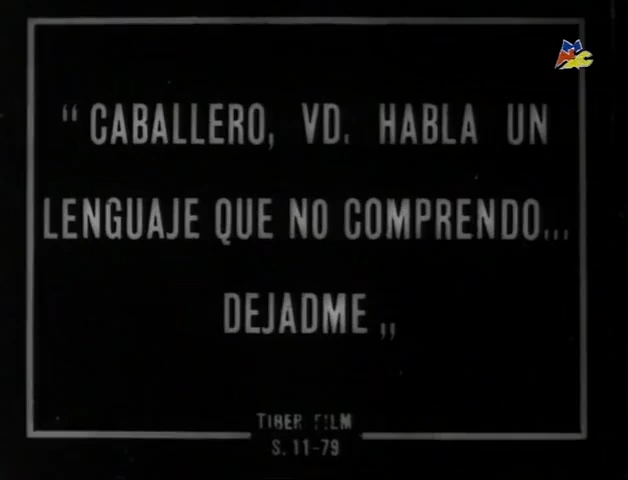 “ CABALLERO, VD. HABLA UN
LENGUAJE QUE NO COMPRENDO...
DEJADME „
TIBER FILM
S. 11-79